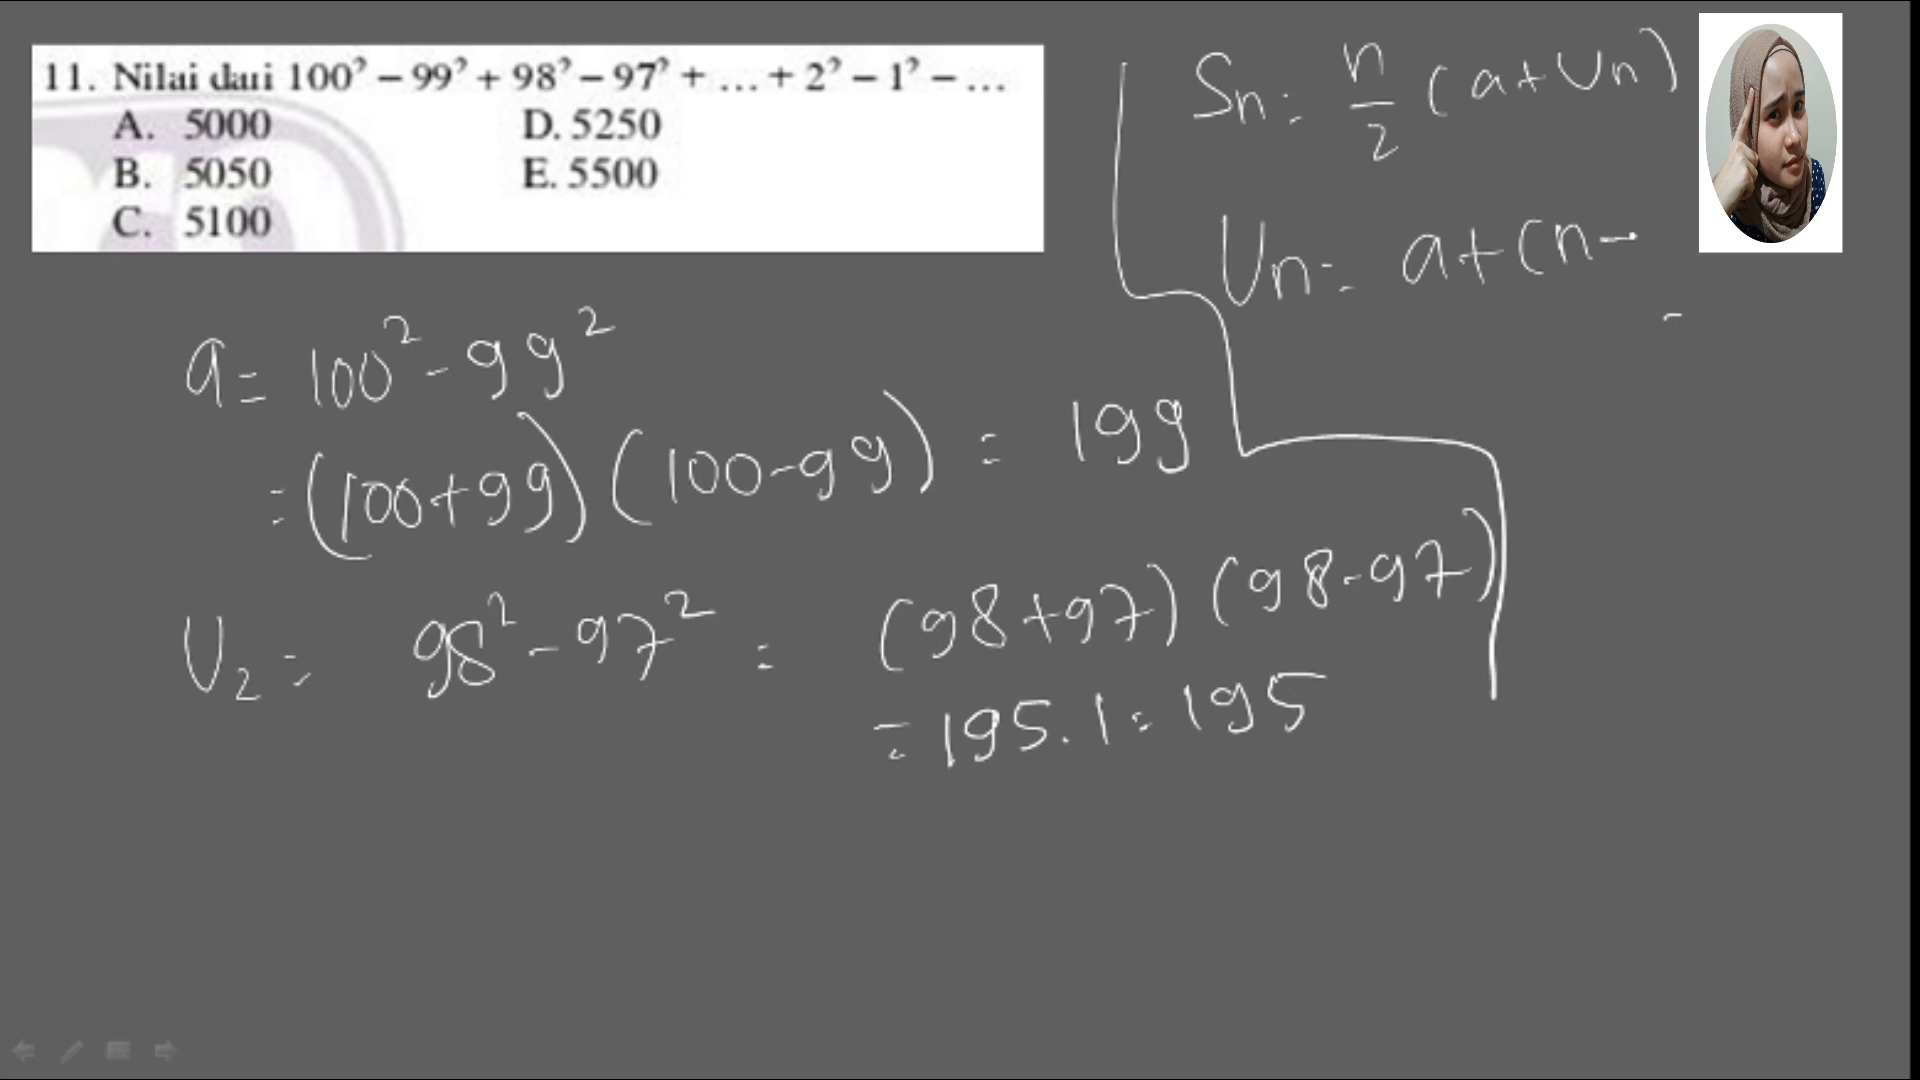 11. Nilai dari 100² – 99² + 98² – 97² + ... + 2² – 1² – ...
A. 5000
B. 5050
C. 5100
D. 5250
E. 5500
Sn = n/2 (a+Un)
Un = a+(n-
a = 100² - 99²
= (100+99) (100-99) = 199
U₂ = 98² - 97² = (98+97) (98-97)
= 195.1 = 195